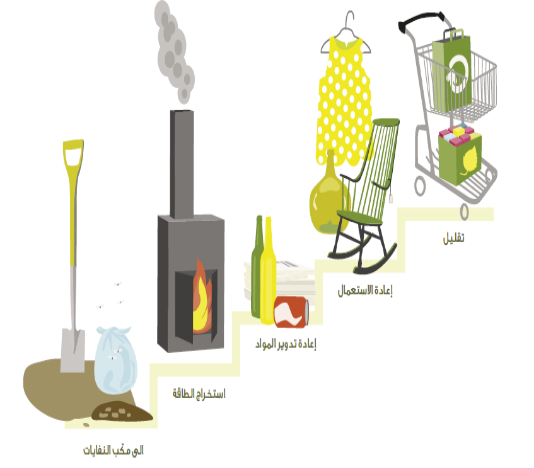 تقليل
إعادة الاستعمال
إعادة تدوير المواد
استخراج الطاقة
الى مكب النفايات